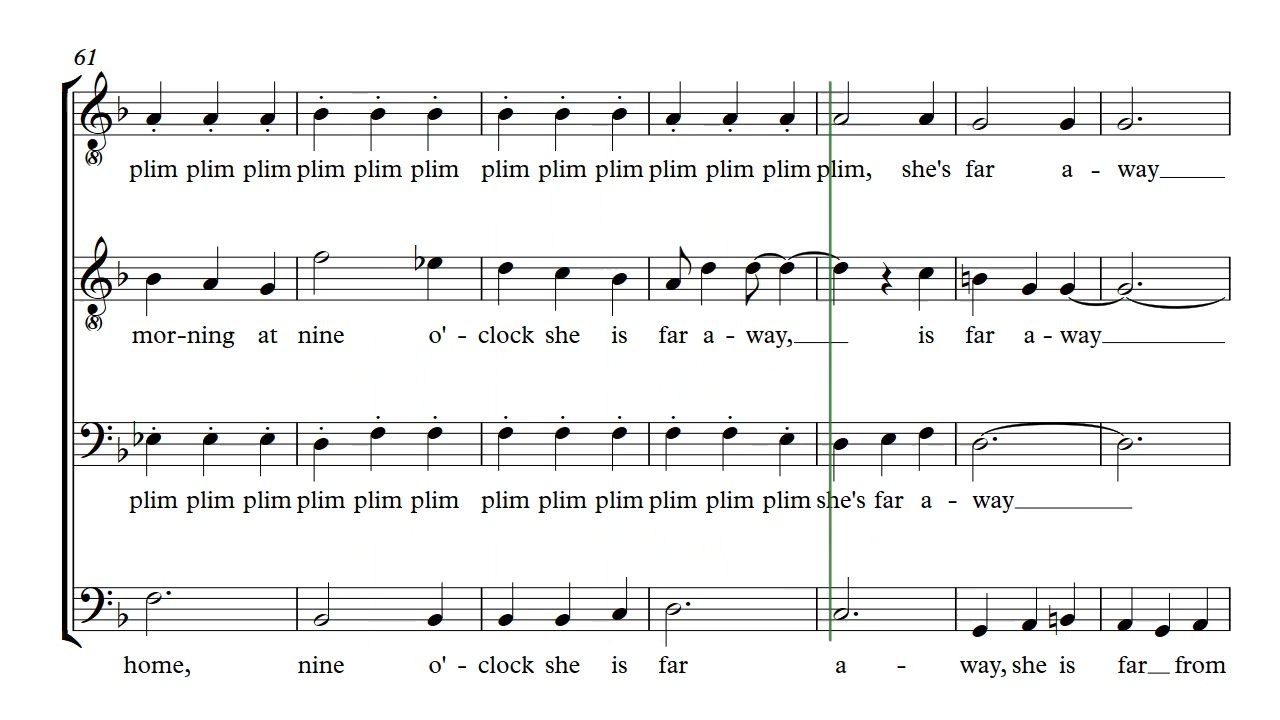 61
plim plim plim plim plim plim plim plim plim plim plim plim plim, she's far a - way
mor-ning at nine o' - clock she is far a - way, is far a - way
plim plim plim plim plim plim plim plim plim plim plim plim she's far a - way
home, nine o' - clock she is far a - way, she is far from